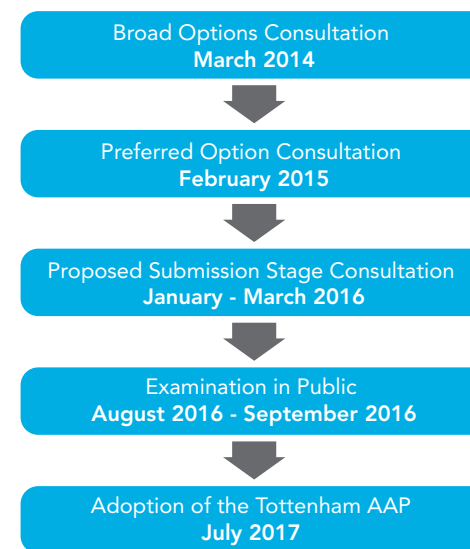 Broad Options Consultation
March 2014
Preferred Option Consultation
February 2015
Proposed Submission Stage Consultation
January - March 2016
Examination in Public
August 2016 - September 2016
Adoption of the Tottenham AAP
July 2017